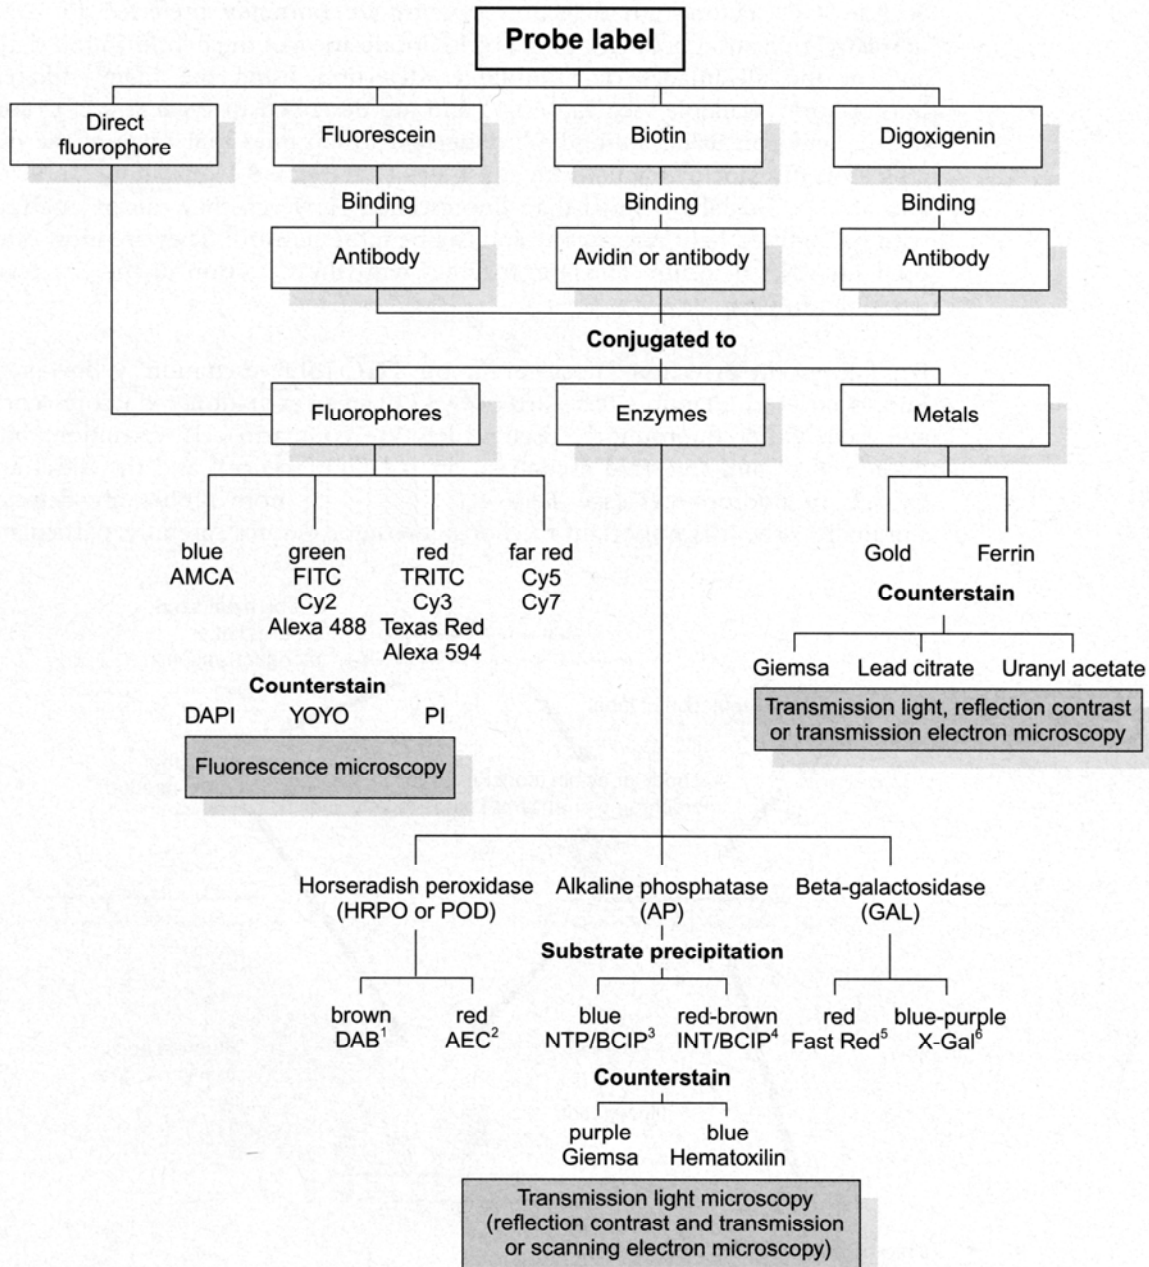 Probe label
Direct
fluorophore
Fluorescein
Biotin
Digoxigenin
Binding
Binding
Binding
Antibody
Avidin or antibody
Antibody
Conjugated to
Fluorophores
Enzymes
Metals
blue
AMCA
green
FITC
Cy2
Alexa 488
red
TRITC
Cy3
Texas Red
Alexa 594
far red
Cy5
Cy7
Counterstain
DAPI YOYO PI
Fluorescence microscopy
Gold
Ferrin
Counterstain
Giemsa Lead citrate Uranyl acetate
Transmission light, reflection contrast
or transmission electron microscopy
Horseradish peroxidase
(HRPO or POD)
Alkaline phosphatase
(AP)
Beta-galactosidase
(GAL)
Substrate precipitation
brown
DAB¹
red
AEC²
blue
NTP/BCIP³
red-brown
INT/BCIP⁴
red
Fast Red⁵
blue-purple
X-Gal⁶
Counterstain
purple
Giemsa
blue
Hematoxilin
Transmission light microscopy
(reflection contrast and transmission
or scanning electron microscopy)